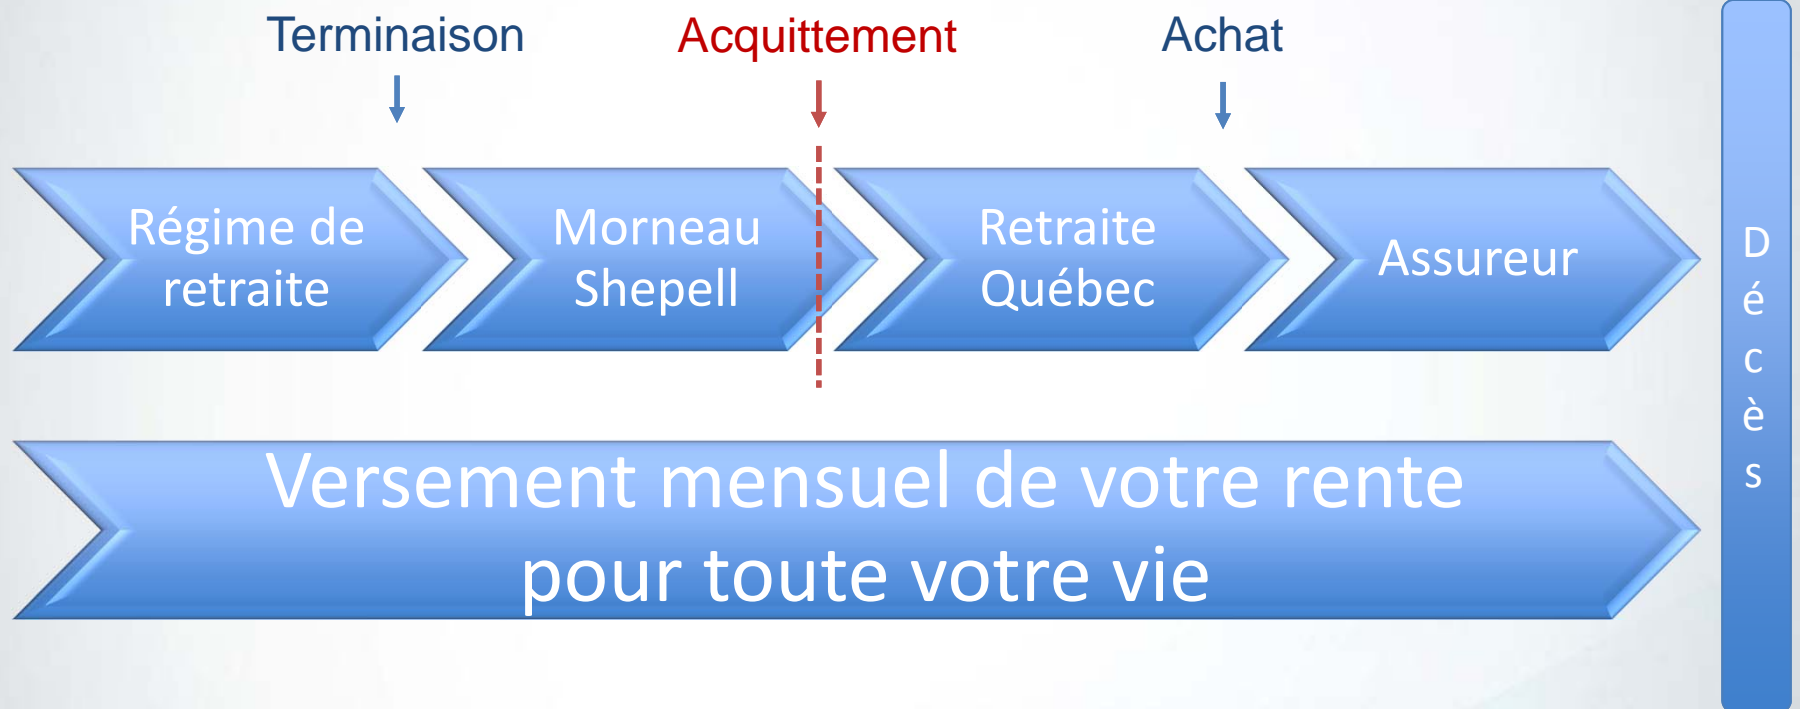 Terminaison
Acquittement
Achat
Régime de
retraite
Morneau
Shepell
Retraite
Québec
Assureur
Versement mensuel de votre rente
pour toute votre vie
D
é
c
è
s